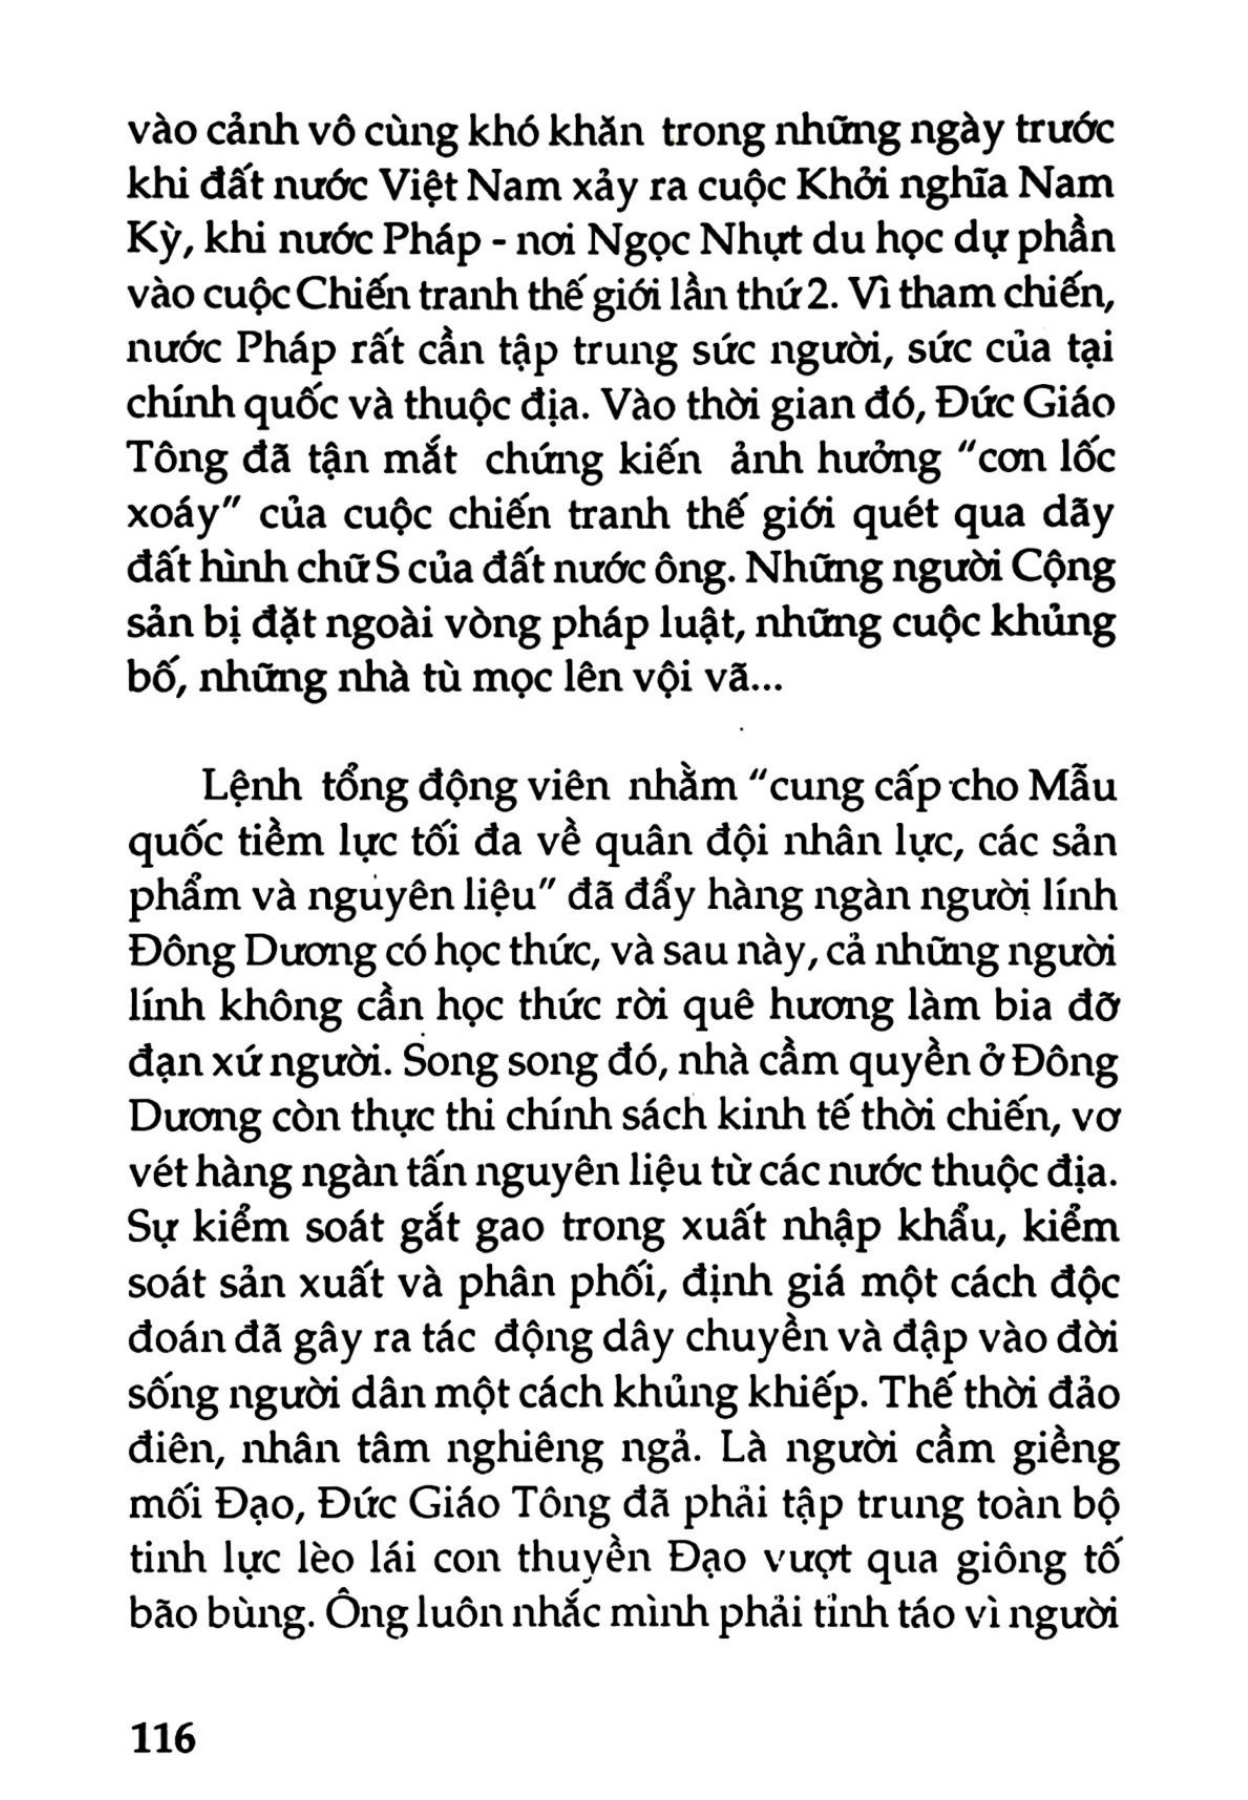 vào cảnh vô cùng khó khăn trong những ngày trước
khi đất nước Việt Nam xảy ra cuộc Khởi nghĩa Nam
Kỳ, khi nước Pháp - nơi Ngọc Nhựt du học dự phần
vào cuộc Chiến tranh thế giới lần thứ 2. Vì tham chiến,
nước Pháp rất cần tập trung sức người, sức của tại
chính quốc và thuộc địa. Vào thời gian đó, Đức Giáo
Tông đã tận mắt chứng kiến ảnh hưởng "cơn lốc
xoáy" của cuộc chiến tranh thế giới quét qua dãy
đất hình chữ S của đất nước ông. Những người Cộng
sản bị đặt ngoài vòng pháp luật, những cuộc khủng
bố, những nhà tù mọc lên vội vã...
Lệnh tổng động viên nhằm "cung cấp cho Mẫu
quốc tiềm lực tối đa về quân đội nhân lực, các sản
phẩm và nguyên liệu" đã đẩy hàng ngàn người lính
Đông Dương có học thức, và sau này, cả những người
lính không cần học thức rời quê hương làm bia đỡ
đạn xứ người. Song song đó, nhà cầm quyền ở Đông
Dương còn thực thi chính sách kinh tế thời chiến, vơ
vét hàng ngàn tấn nguyên liệu từ các nước thuộc địa.
Sự kiểm soát gắt gao trong xuất nhập khẩu, kiểm
soát sản xuất và phân phối, định giá một cách độc
đoán đã gây ra tác động dây chuyền và đập vào đời
sống người dân một cách khủng khiếp. Thế thời đảo
điên, nhân tâm nghiêng ngả. Là người cầm giềng
mối Đạo, Đức Giáo Tông đã phải tập trung toàn bộ
tinh lực lèo lái con thuyền Đạo vượt qua giông tố
bão bùng. Ông luôn nhắc mình phải tỉnh táo vì người
116